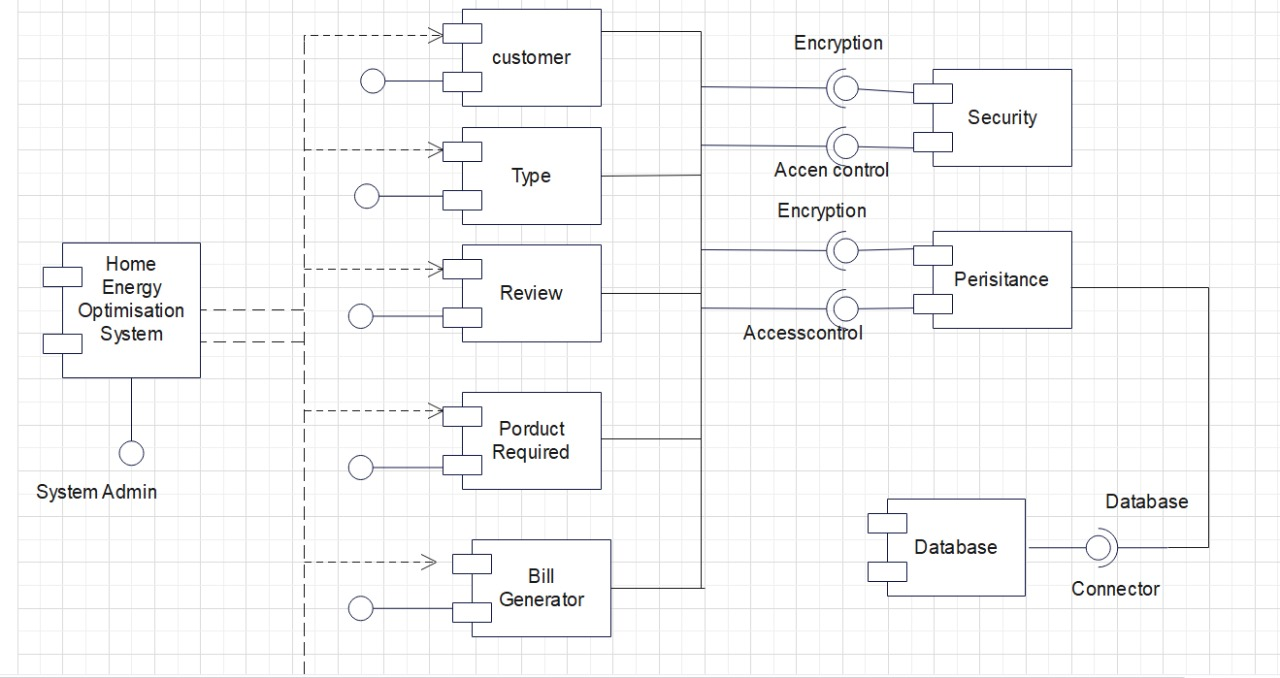 Encryption
customer
Security
Type
Accen control
Encryption
Home
Energy
Optimisation
System
Review
Perisitance
Accesscontrol
Porduct
Required
System Admin
Database
Database
Bill
Generator
Connector